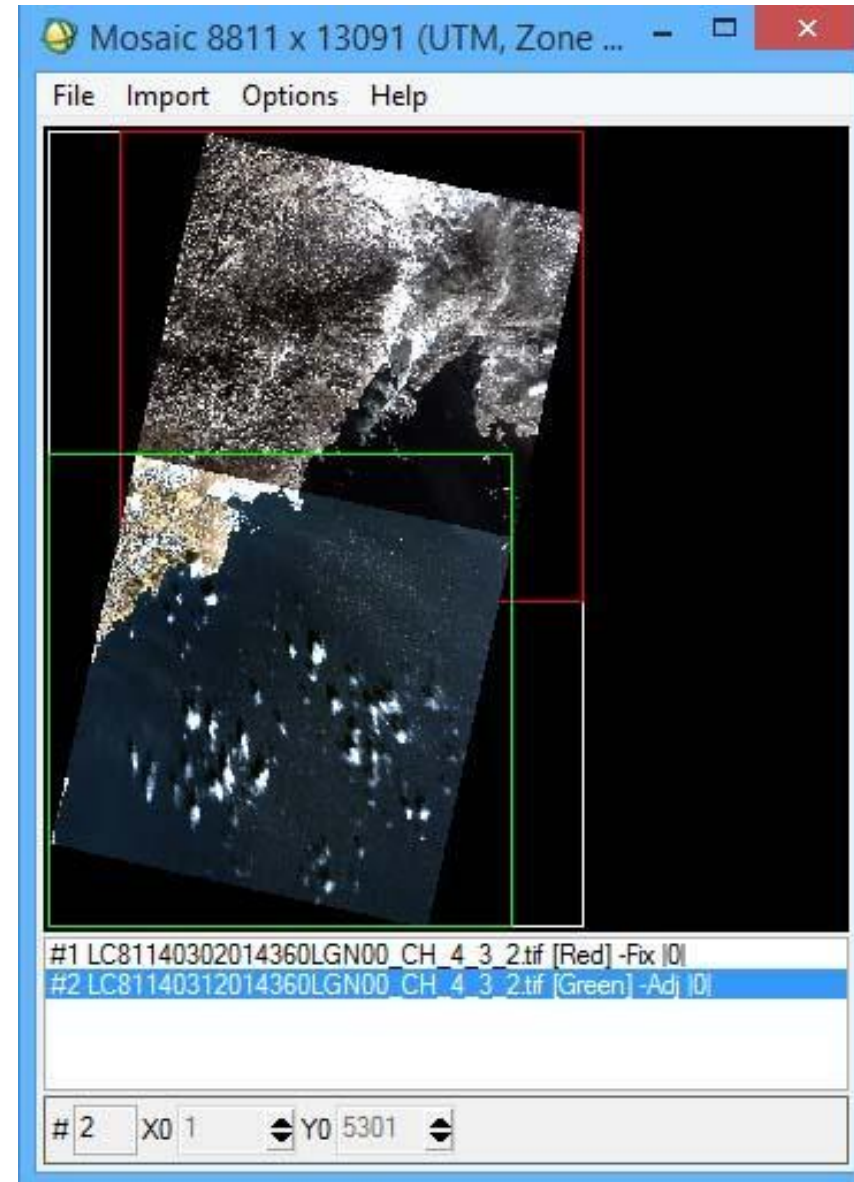 Mosaic 8811 x 13091 (UTM, Zone ...
File Import Options Help
#1 LC81140302014360LGN00_CH_4_3_2.tif [Red] -Fix |0|
#2 LC81140312014360LGN00_CH_4_3_2.tif [Green] -Adj |0|
# 2 X0 1 Y0 5301